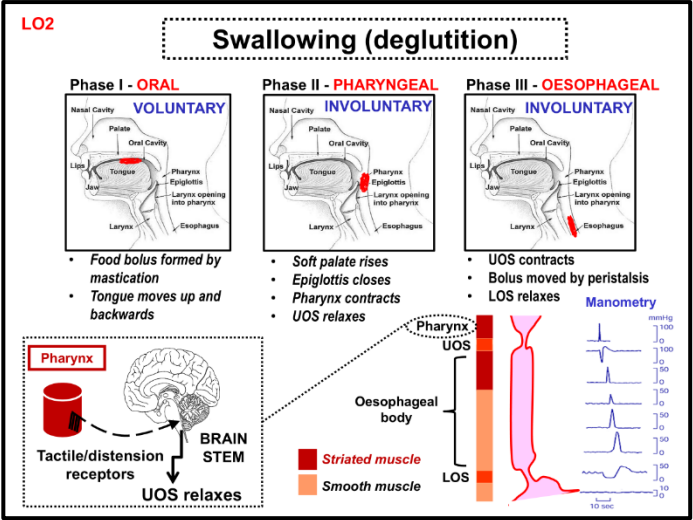 LO2
Swallowing (deglutition)
Phase I - ORAL
VOLUNTARY
Nasal Cavity
Palate
Oral Cavity
Lips
Tongue
Jaw
Pharynx
Epiglottis
Larynx opening
into pharynx
Larynx
Esophagus
• Food bolus formed by
mastication
• Tongue moves up and
backwards
Phase II - PHARYNGEAL
INVOLUNTARY
Nasal Cavity
Palate
Oral Cavity
Lips
Tongue
Jaw
Pharynx
Epiglottis
Larynx opening
into pharynx
Larynx
Esophagus
• Soft palate rises
• Epiglottis closes
• Pharynx contracts
• UOS relaxes
Phase III - OESOPHAGEAL
INVOLUNTARY
Nasal Cavity
Palate
Oral Cavity
Lips
Tongue
Jaw
Pharynx
Epiglottis
Larynx opening
into pharynx
Larynx
Esophagus
• UOS contracts
• Bolus moved by peristalsis
• LOS relaxes
Pharynx
Tactile/distension
receptors
BRAIN
STEM
UOS relaxes
Pharynx
UOS
Oesophageal
body
LOS
Striated muscle
Smooth muscle
Manometry
mmHg
100
0
100
0
50
0
50
0
50
0
50
0
50
0
10
0
10 sec